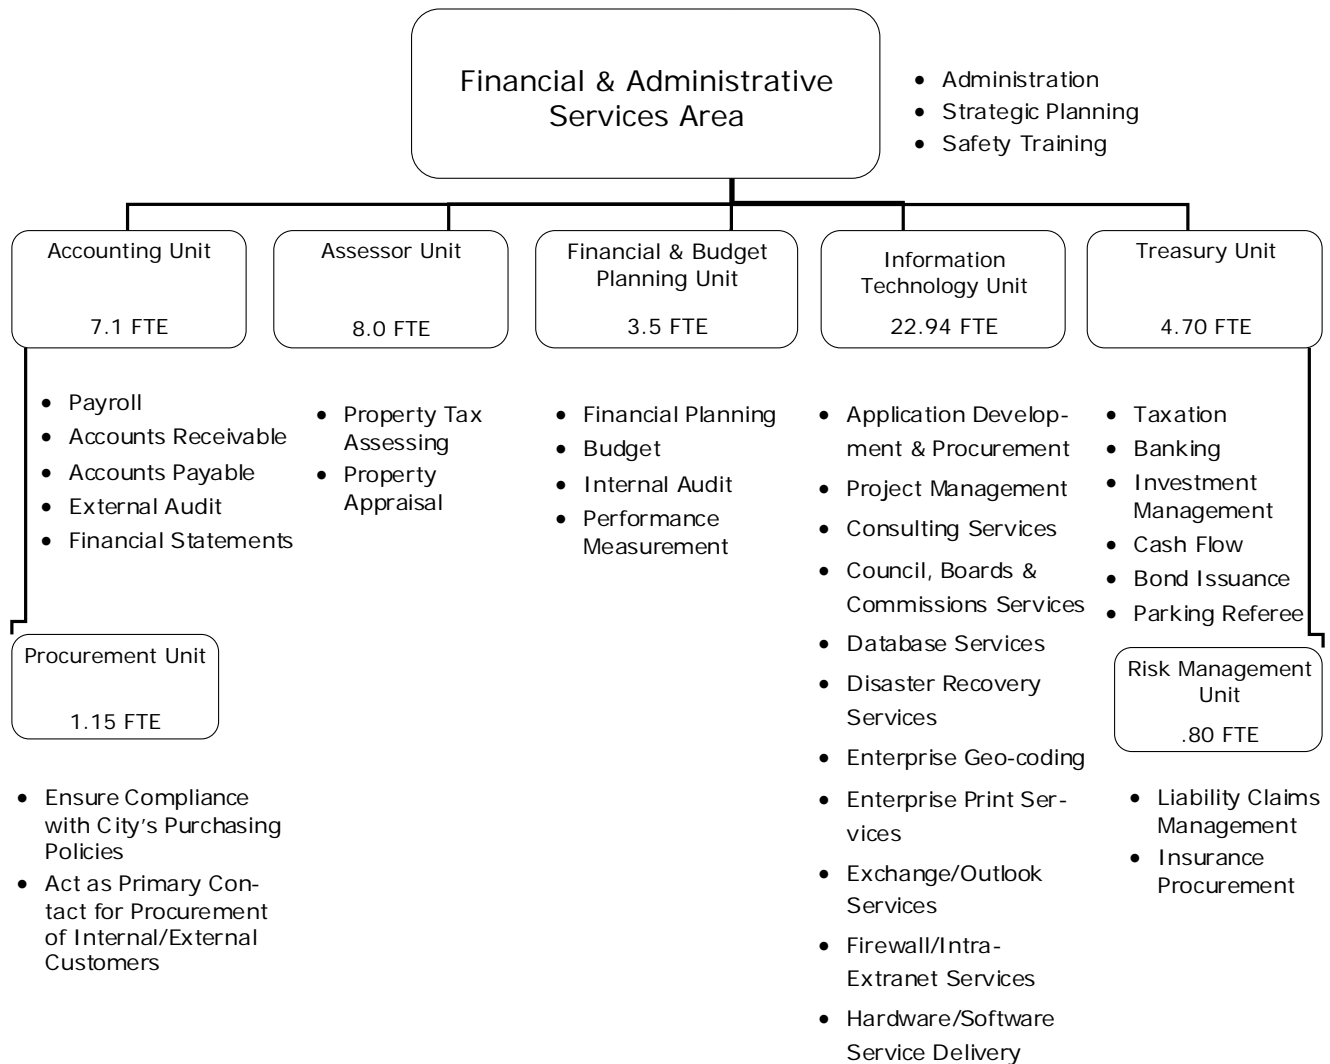 Financial & Administrative
Services Area
• Administration
• Strategic Planning
• Safety Training
Accounting Unit
7.1 FTE
Assessor Unit
8.0 FTE
Financial & Budget
Planning Unit
3.5 FTE
Information
Technology Unit
22.94 FTE
Treasury Unit
4.70 FTE
• Payroll
• Accounts Receivable
• Accounts Payable
• External Audit
• Financial Statements
• Property Tax
Assessing
• Property
Appraisal
• Financial Planning
• Budget
• Internal Audit
• Performance
Measurement
• Application Develop-
ment & Procurement
• Project Management
• Consulting Services
• Council, Boards &
Commissions Services
• Database Services
• Disaster Recovery
Services
• Enterprise Geo-coding
• Enterprise Print Ser-
vices
• Exchange/Outlook
Services
• Firewall/Intra-
Extranet Services
• Hardware/Software
Service Delivery
• Taxation
• Banking
• Investment
Management
• Cash Flow
• Bond Issuance
• Parking Referee
Procurement Unit
1.15 FTE
• Ensure Compliance
with City's Purchasing
Policies
• Act as Primary Con-
tact for Procurement
of Internal/External
Customers
Risk Management
Unit
.80 FTE
• Liability Claims
Management
• Insurance
Procurement